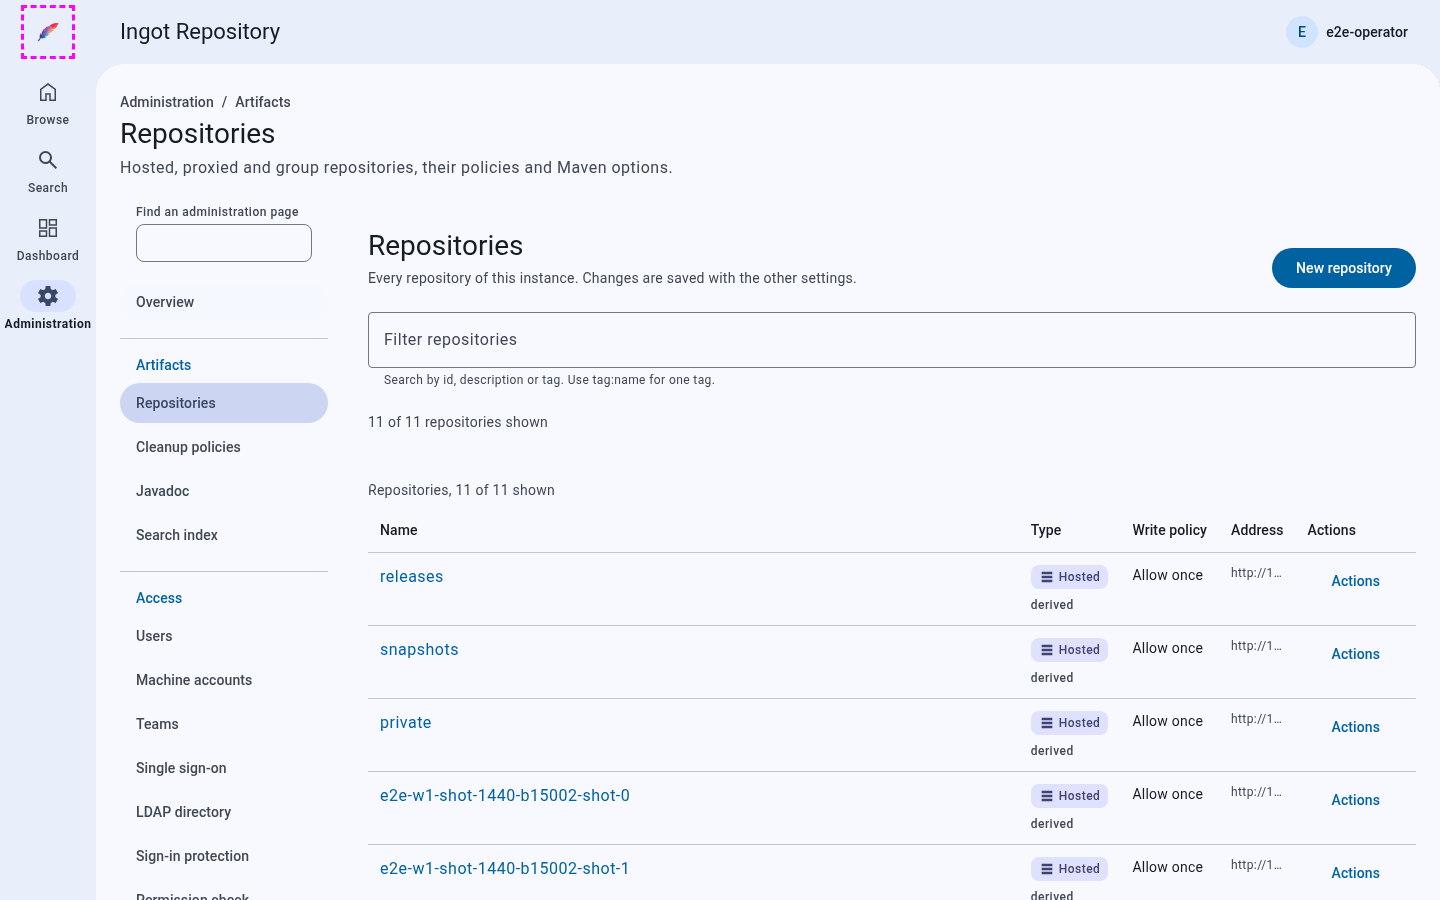 Ingot Repository
E
e2e-operator
Browse
Search
Dashboard
Administration
Administration / Artifacts
Repositories
Hosted, proxied and group repositories, their policies and Maven options.
Find an administration page
Overview
Artifacts
Repositories
Cleanup policies
Javadoc
Search index
Access
Users
Machine accounts
Teams
Single sign-on
LDAP directory
Sign-in protection
Permission check
Repositories
Every repository of this instance. Changes are saved with the other settings.
New repository
Filter repositories
Search by id, description or tag. Use tag:name for one tag.
11 of 11 repositories shown
Repositories, 11 of 11 shown
Name Type Write policy Address Actions
releases Hosted Allow once http://1... Actions
derived
snapshots Hosted Allow once http://1... Actions
derived
private Hosted Allow once http://1... Actions
derived
e2e-w1-shot-1440-b15002-shot-0 Hosted Allow once http://1... Actions
derived
e2e-w1-shot-1440-b15002-shot-1 Hosted Allow once http://1... Actions
derived